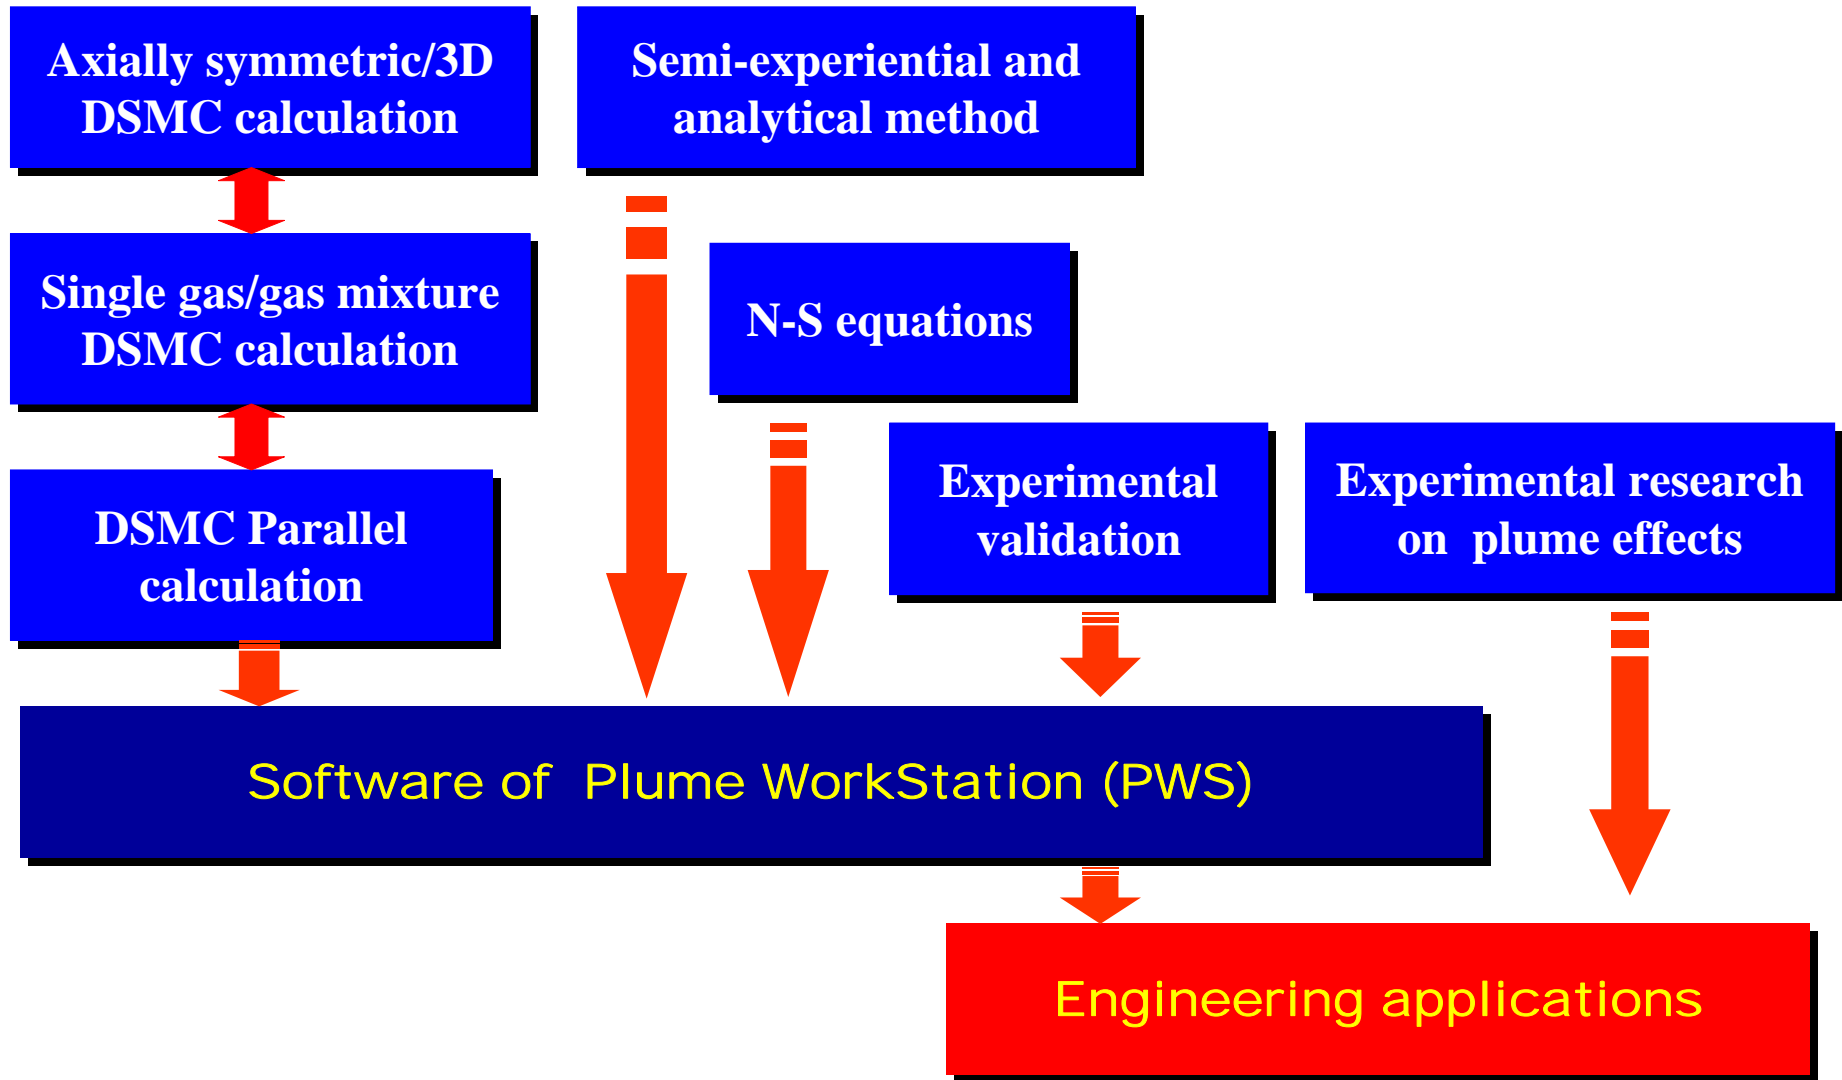 Axially symmetric/3D
DSMC calculation
Semi-experiential and
analytical method
Single gas/gas mixture
DSMC calculation
N-S equations
DSMC Parallel
calculation
Experimental
validation
Experimental research
on  plume effects
Software of  Plume WorkStation (PWS)
Engineering applications